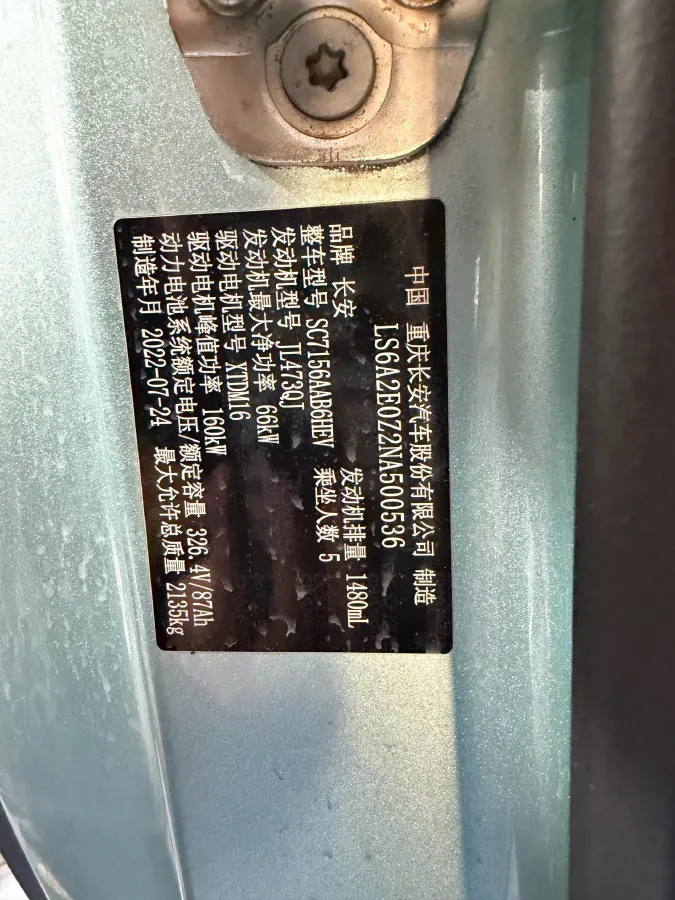 中国 重庆长安汽车股份有限公司 制造
LS6A2E0Z2NA500536
品牌 长安
整车型号 SC7156AAB6HEV 乘坐人数 5
发动机型号 JL473QJ 发动机排量 1480mL
发动机最大净功率 66kW
驱动电机型号 XTDM16
驱动电机峰值功率 160kW
动力电池系统额定电压/额定容量 326.4V/87Ah
制造年月 2022-07-24 最大允许总质量 2135kg